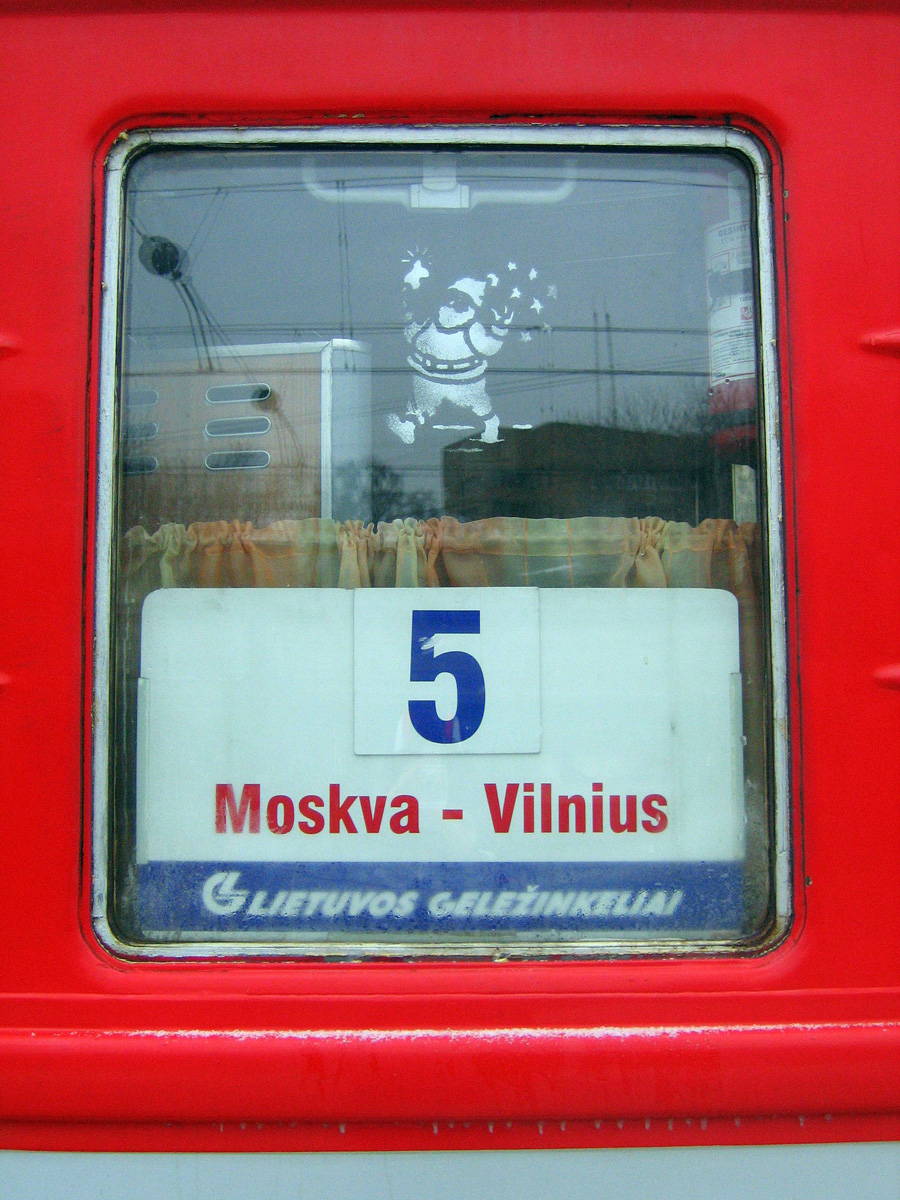 5
Moskva - Vilnius
LIETUVOS GELEŽINKELIAI